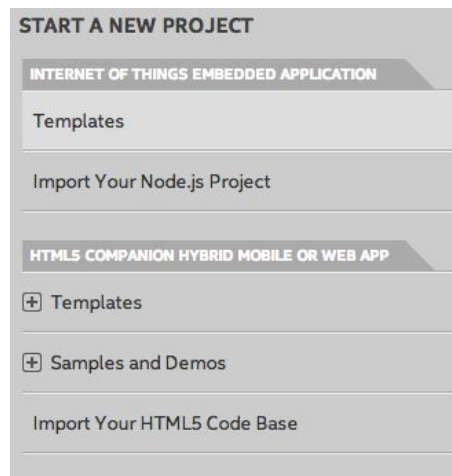 START A NEW PROJECT
INTERNET OF THINGS EMBEDDED APPLICATION
Templates
Import Your Node.js Project
HTML5 COMPANION HYBRID MOBILE OR WEB APP
Templates
Samples and Demos
Import Your HTML5 Code Base